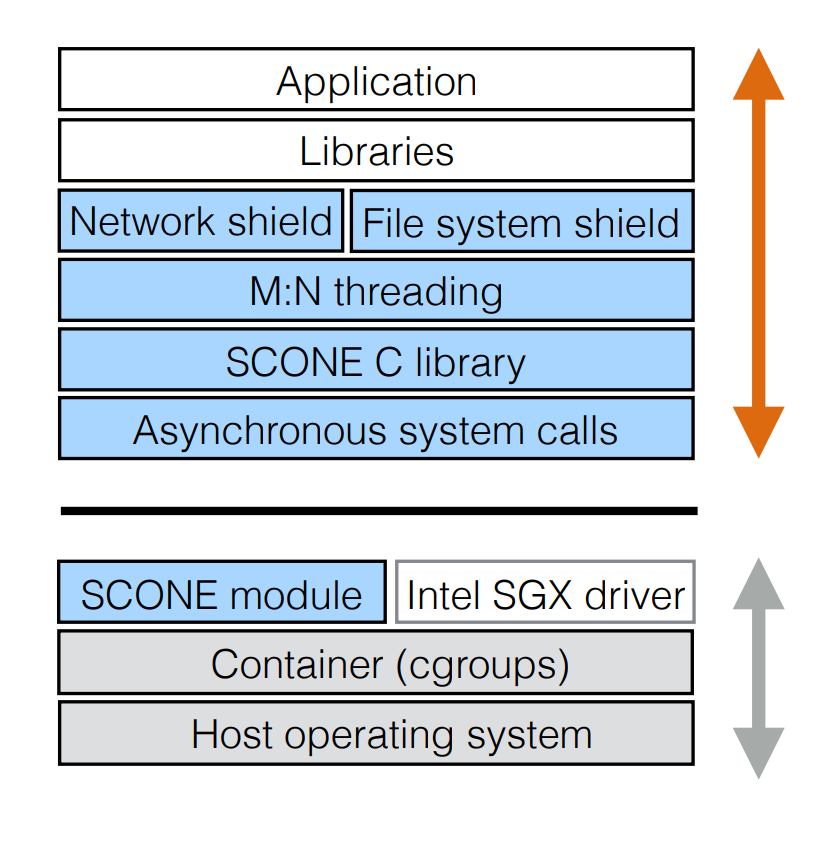 Application
Libraries
Network shield
File system shield
M:N threading
SCONE C library
Asynchronous system calls
SCONE module
Intel SGX driver
Container (cgroups)
Host operating system